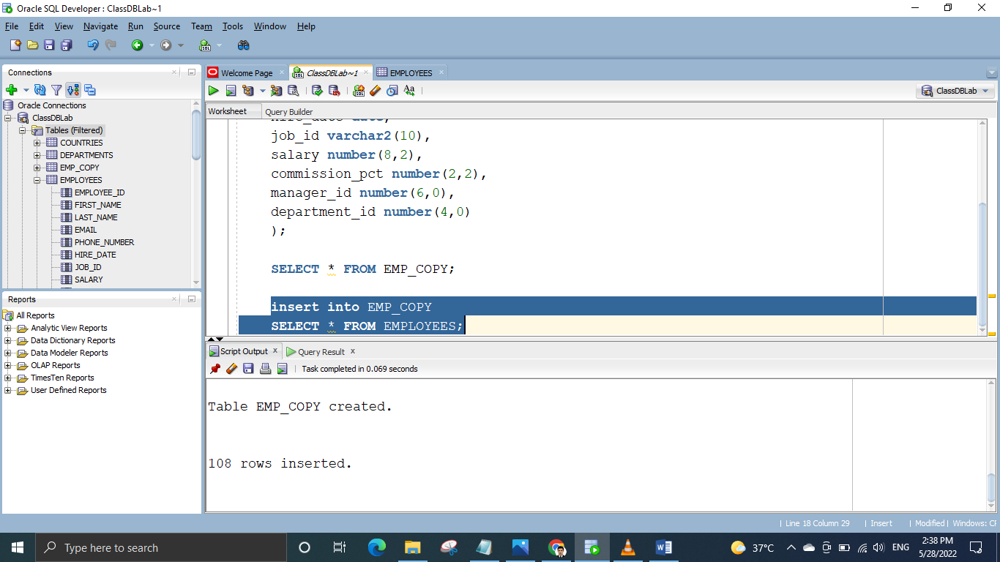 Oracle SQL Developer : ClassDBLab~1
File Edit View Navigate Run Source Team Tools Window Help
Connections
Oracle Connections
ClassDBLab
Tables (Filtered)
COUNTRIES
DEPARTMENTS
EMP_COPY
EMPLOYEES
EMPLOYEE_ID
FIRST_NAME
LAST_NAME
EMAIL
PHONE_NUMBER
HIRE_DATE
JOB_ID
SALARY
Reports
All Reports
Analytic View Reports
Data Dictionary Reports
Data Modeler Reports
OLAP Reports
TimesTen Reports
User Defined Reports
Welcome Page ClassDBLab~1 EMPLOYEES
ClassDBLab
Worksheet Query Builder
hire_date date,
job_id varchar2(10),
salary number(8,2),
commission_pct number(2,2),
manager_id number(6,0),
department_id number(4,0)
);
SELECT * FROM EMP_COPY;
insert into EMP_COPY
SELECT * FROM EMPLOYEES;
Script Output x Query Result x
Task completed in 0.069 seconds
Table EMP_COPY created.
108 rows inserted.
Line 18 Column 29 Insert Modified Windows: CF
Type here to search
37°C ENG 2:38 PM
5/28/2022